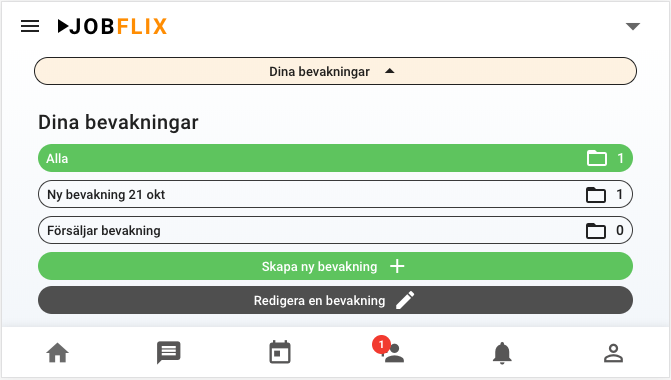 JOBFLIX
Dina bevakningar
Dina bevakningar
Alla 1
Ny bevakning 21 okt 1
Försäljar bevakning 0
Skapa ny bevakning
Redigera en bevakning
1